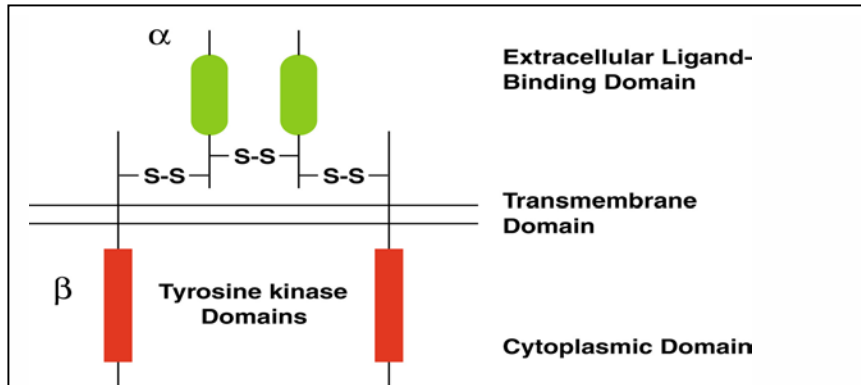 α
Extracellular Ligand-
Binding Domain
S-S
S-S
S-S
Transmembrane
Domain
β
Tyrosine kinase
Domains
Cytoplasmic Domain